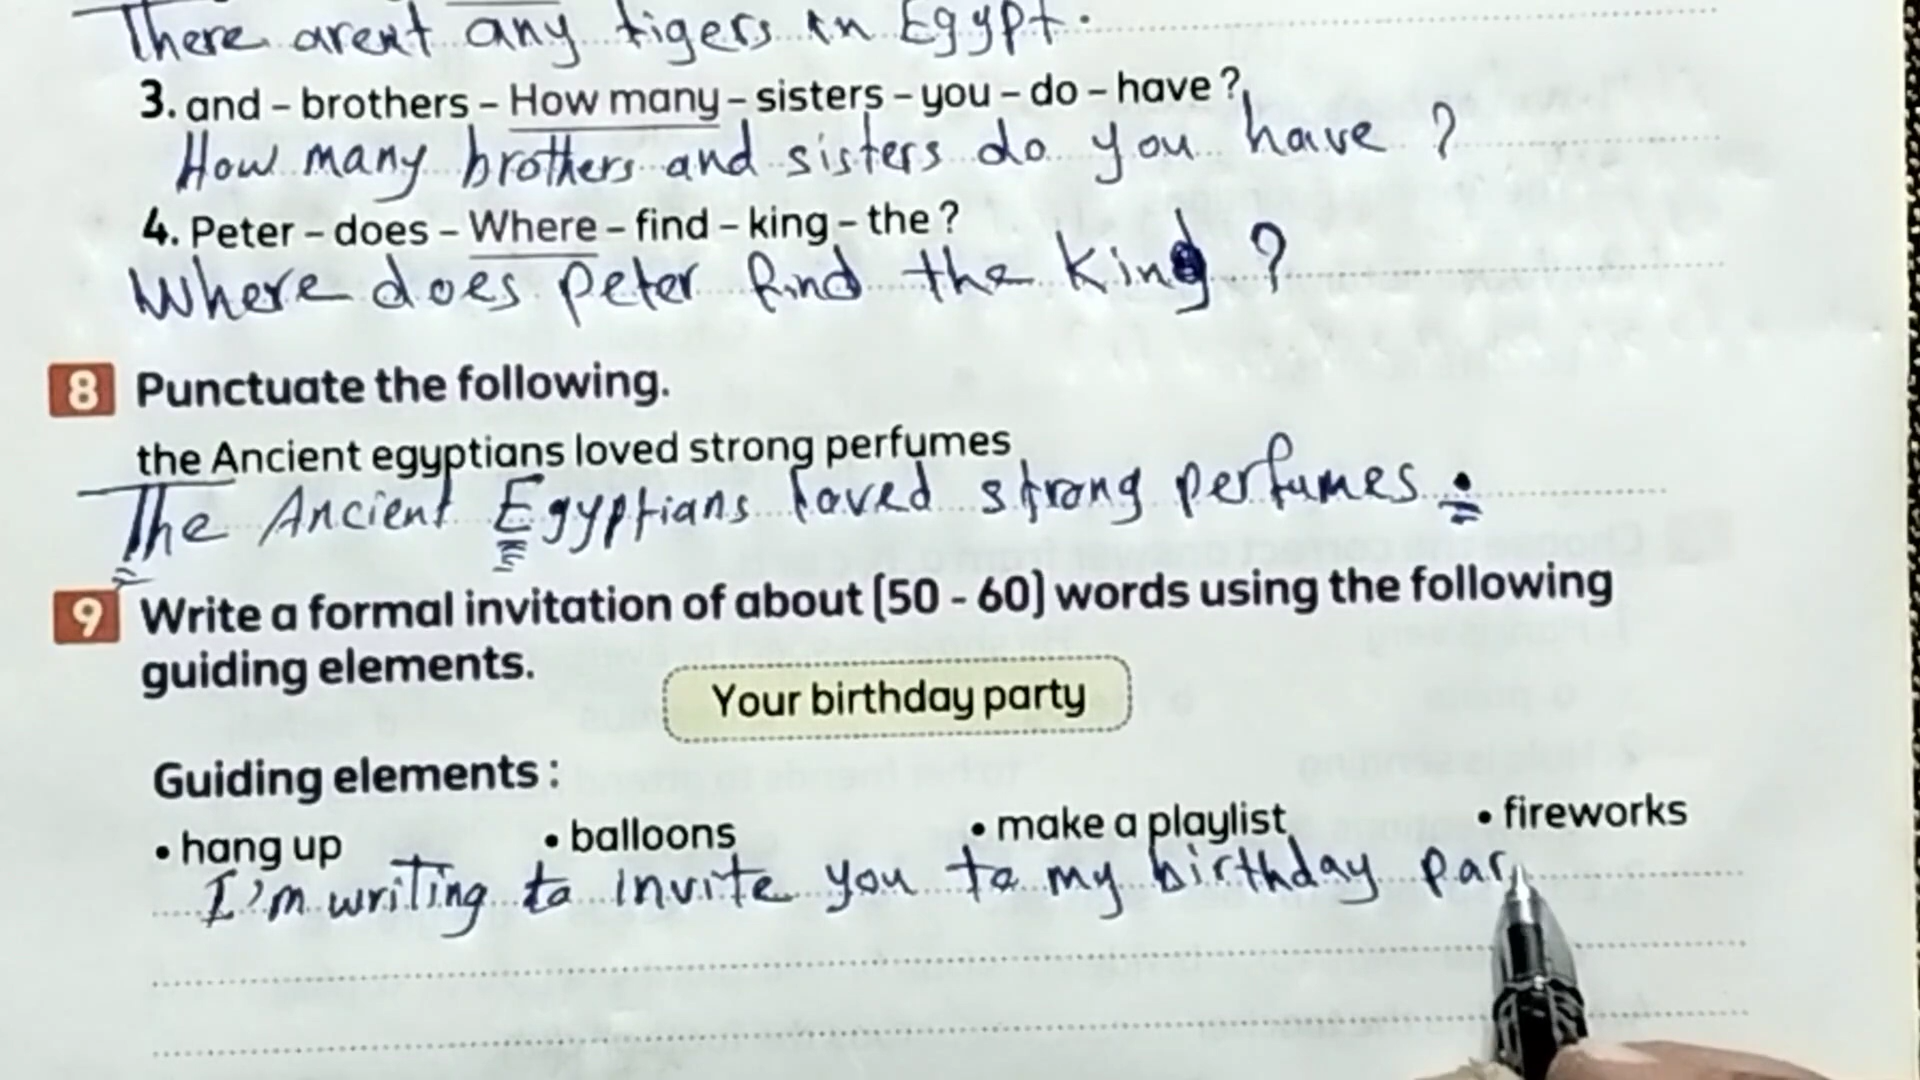 There aren't any tigers in Egypt.
3. and – brothers – How many – sisters – you – do – have ?
How many brothers and sisters do you have ?
4. Peter – does – Where – find – king – the ?
Where does Peter find the King ?
8 Punctuate the following.
the Ancient egyptians loved strong perfumes
The Ancient Egyptians loved strong perfumes .
9 Write a formal invitation of about (50 - 60) words using the following
guiding elements.
Your birthday party
Guiding elements :
• hang up • balloons • make a playlist • fireworks
I'm writing to invite you to my birthday par